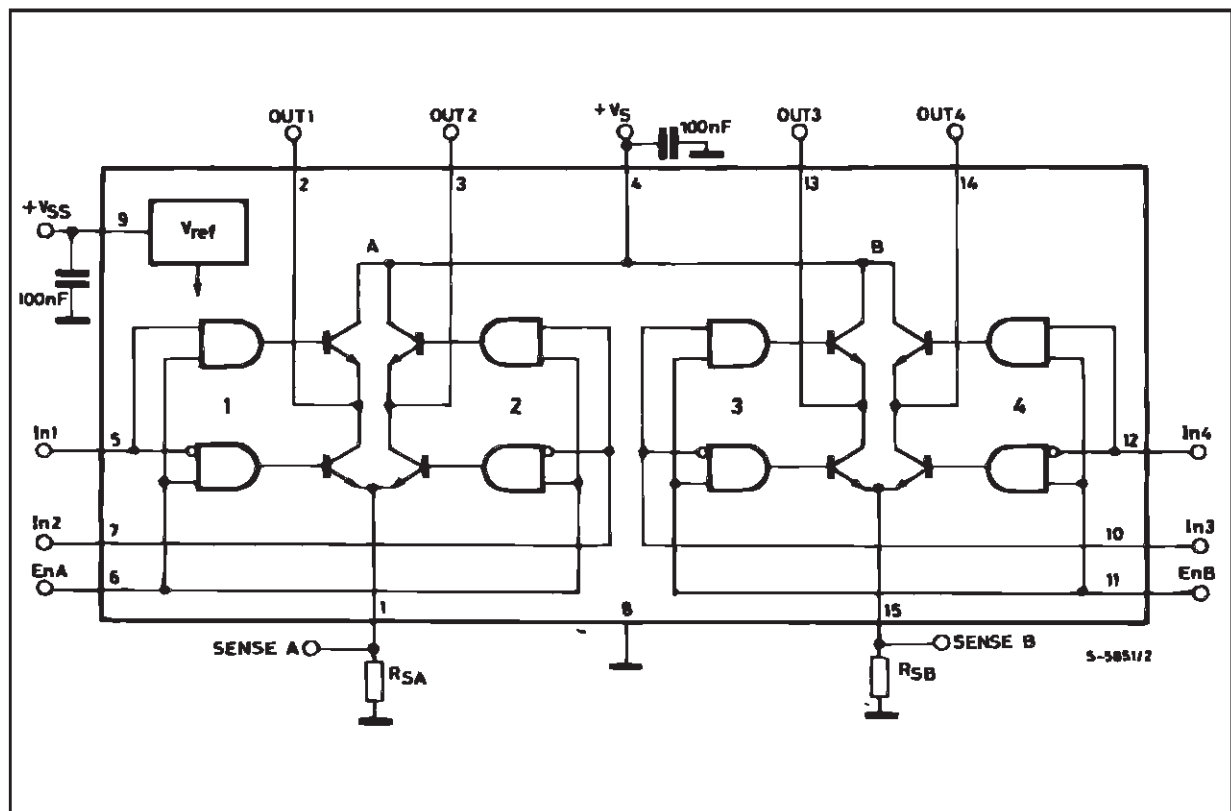 OUT1 OUT2 +VS 100nF OUT3 OUT4
2 3 4 13 14
+VSS 9 Vref
A B
100nF
1 2 3 4
In1 5 12 In4
In2 7 10 In3
EnA 6 11 EnB
1 8 15
SENSE A SENSE B
RSA RSB
S-5851/2